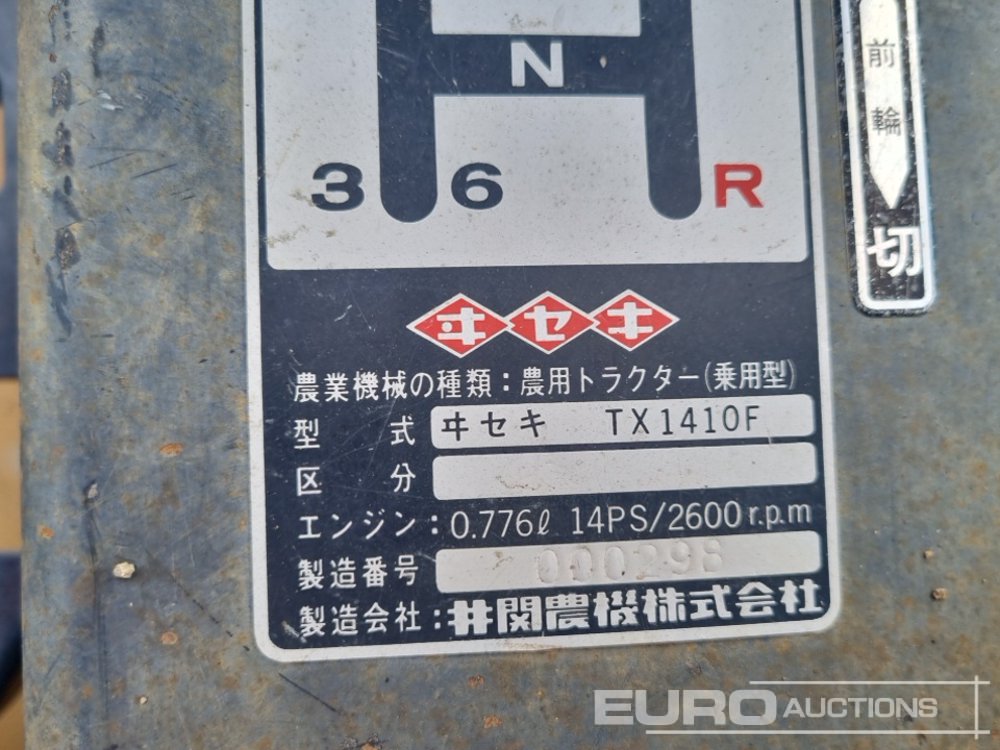 N
3 6 R
前輪
切
ヰセキ
農業機械の種類：農用トラクター(乗用型)
型式 ヰセキ TX1410F
区分
エンジン：0.776ℓ 14PS/2600r.p.m
製造番号 000298
製造会社：井関農機株式会社
EURO AUCTIONS